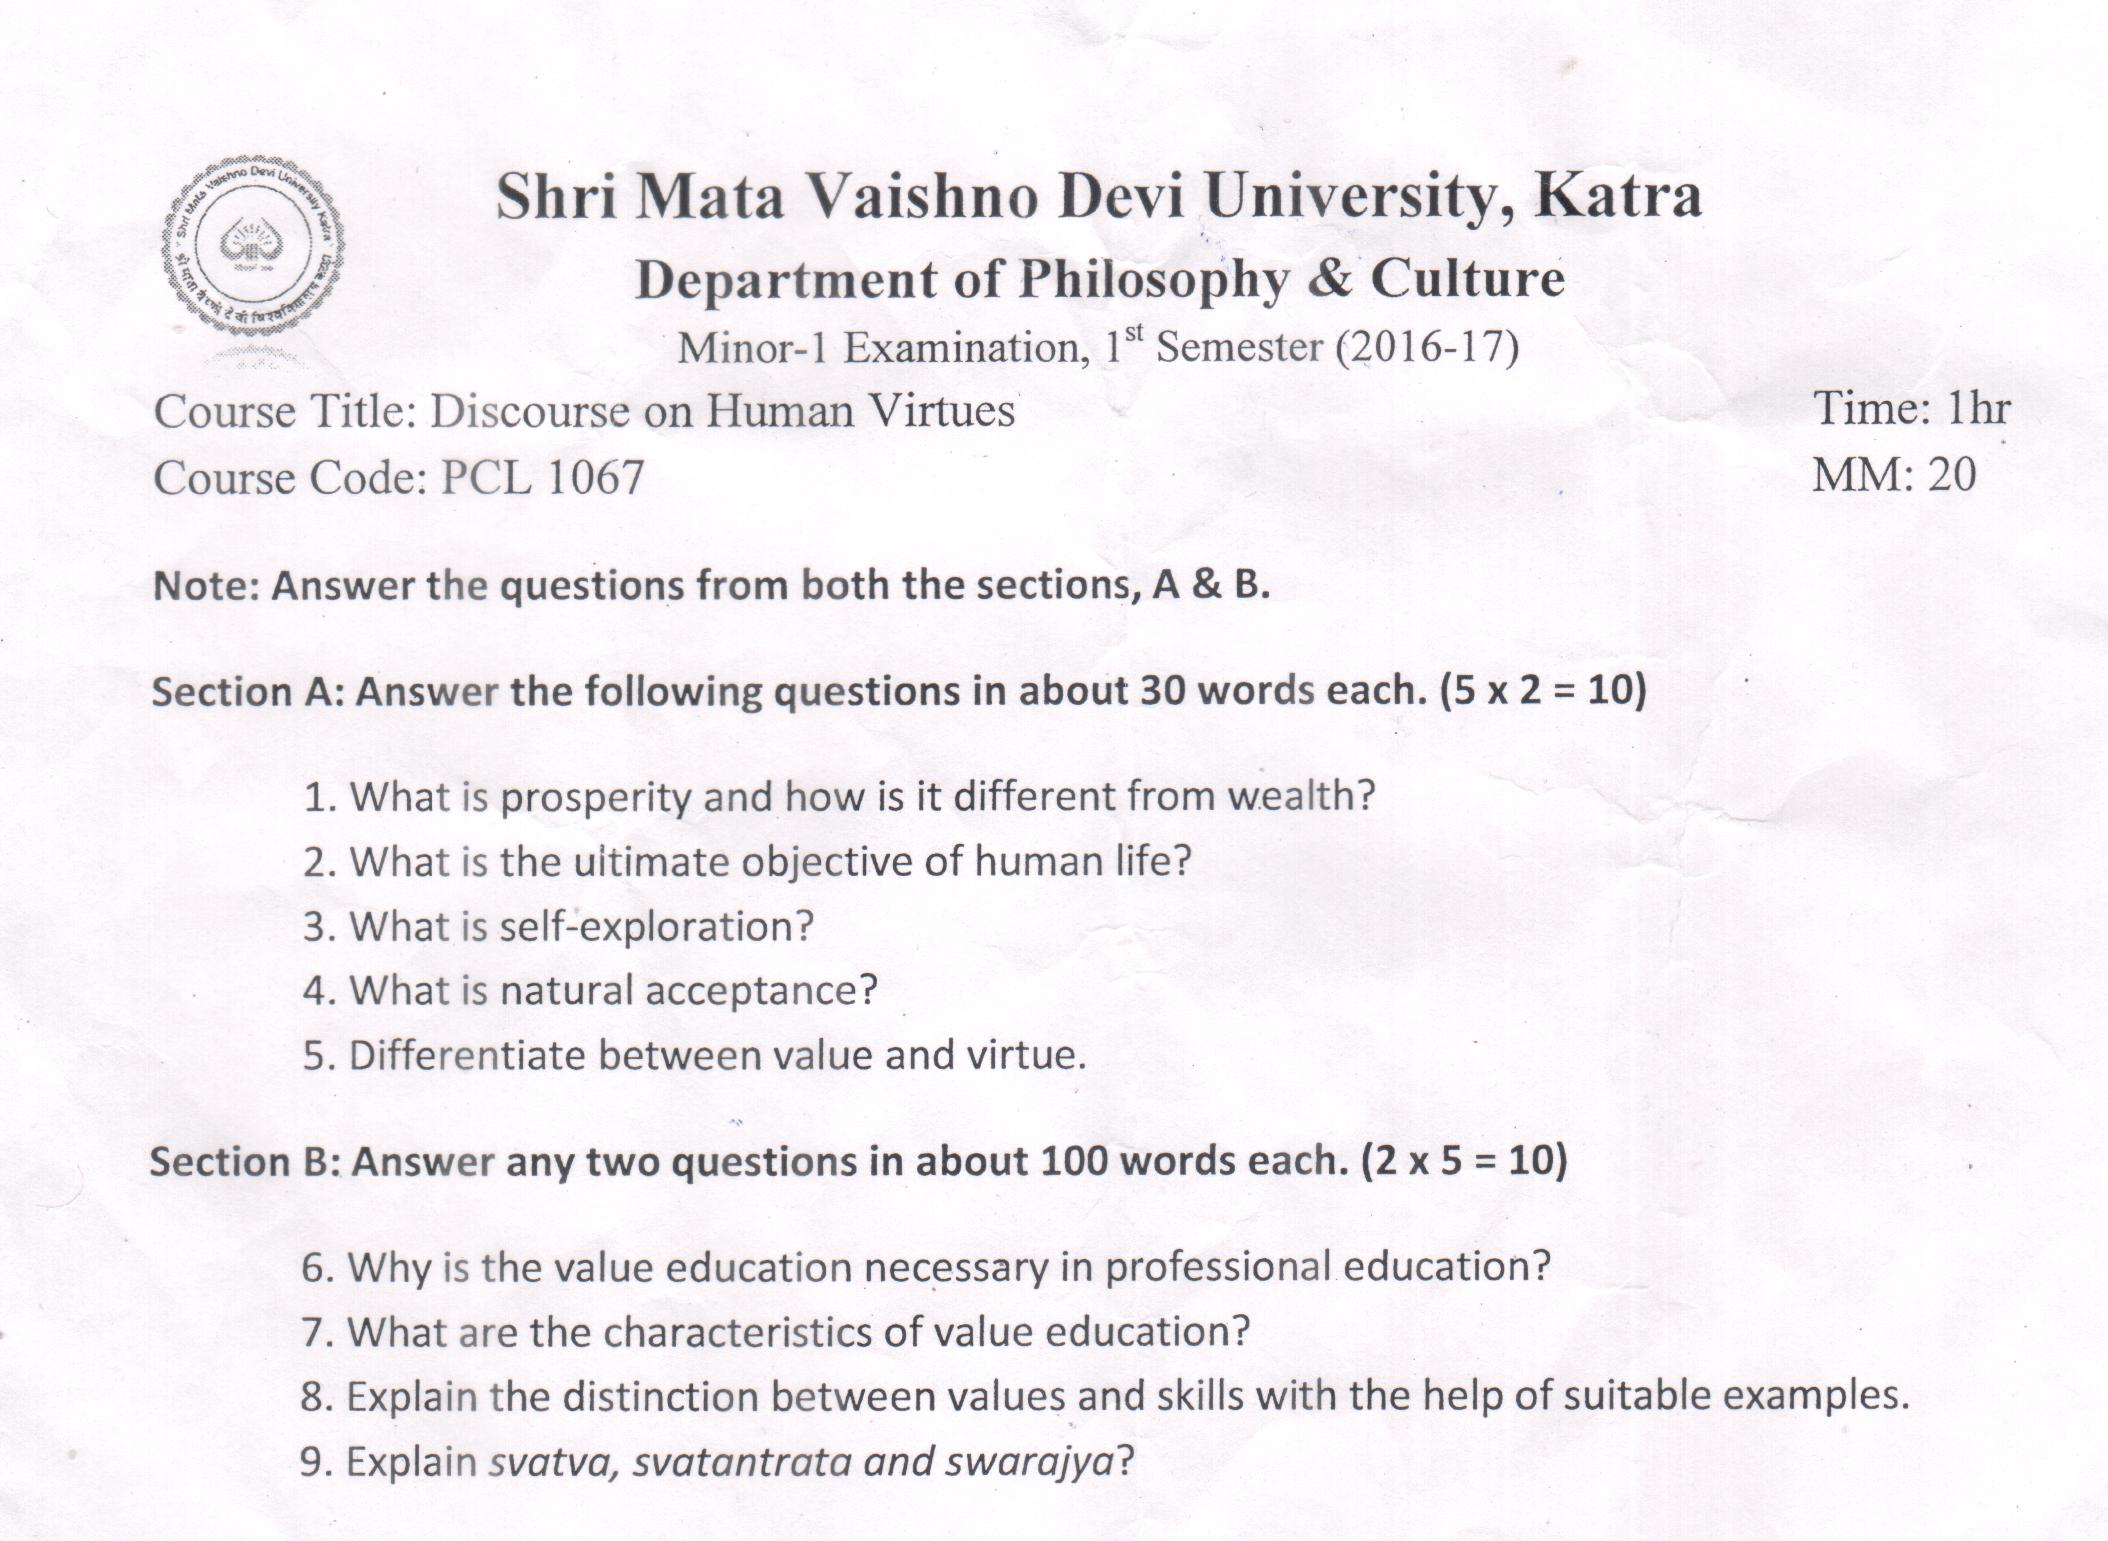 Shri Mata Vaishno Devi University Katra
Shri Mata Vaishno Devi University, Katra
Department of Philosophy & Culture
Minor-1 Examination, 1st Semester (2016-17)
Course Title: Discourse on Human Virtues Time: 1hr
Course Code: PCL 1067 MM: 20
Note: Answer the questions from both the sections, A & B.
Section A: Answer the following questions in about 30 words each. (5 x 2 = 10)
1. What is prosperity and how is it different from wealth?
2. What is the ultimate objective of human life?
3. What is self-exploration?
4. What is natural acceptance?
5. Differentiate between value and virtue.
Section B: Answer any two questions in about 100 words each. (2 x 5 = 10)
6. Why is the value education necessary in professional education?
7. What are the characteristics of value education?
8. Explain the distinction between values and skills with the help of suitable examples.
9. Explain svatva, svatantrata and swarajya?